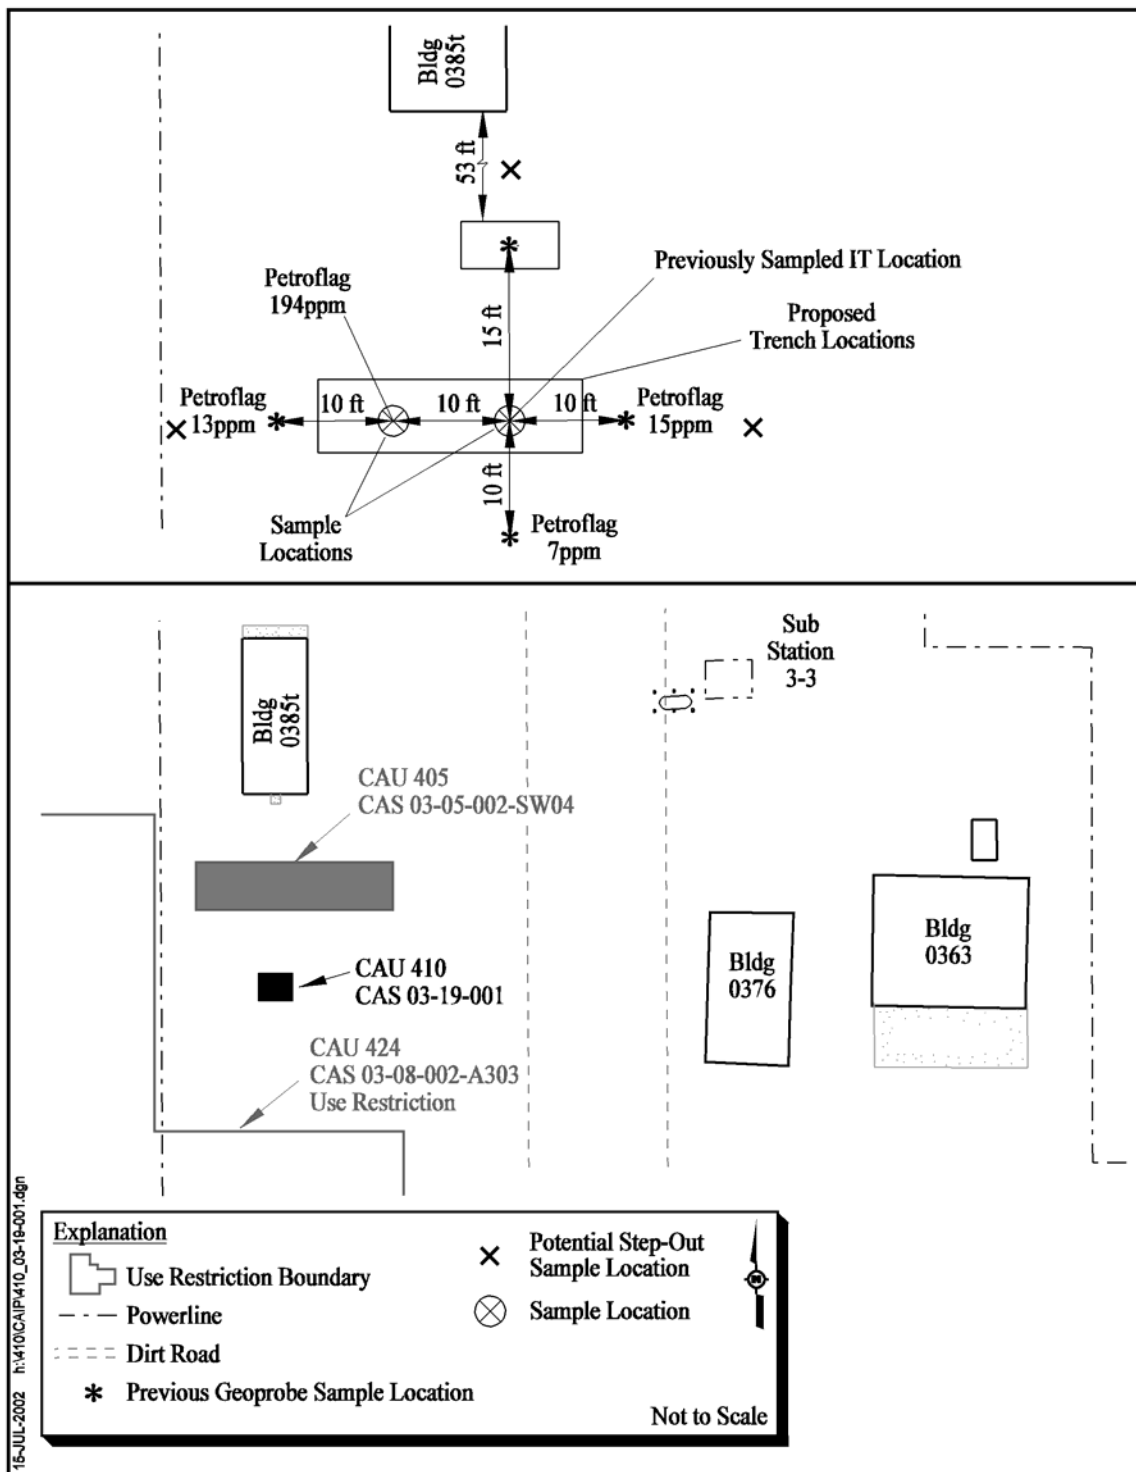 Bldg
0385t
53 ft
Petroflag
194ppm
Previously Sampled IT Location
15 ft
Proposed
Trench Locations
Petroflag
13ppm
10 ft
10 ft
10 ft
Petroflag
15ppm
10 ft
Sample
Locations
Petroflag
7ppm
Sub
Station
3-3
Bldg
0385t
CAU 405
CAS 03-05-002-SW04
Bldg
0363
Bldg
0376
CAU 410
CAS 03-19-001
CAU 424
CAS 03-08-002-A303
Use Restriction
Explanation
Use Restriction Boundary
Powerline
Dirt Road
Previous Geoprobe Sample Location
Potential Step-Out
Sample Location
Sample Location
N
Not to Scale
15-JUL-2002 h:\410\CAIP\410_03-19-001.dgn